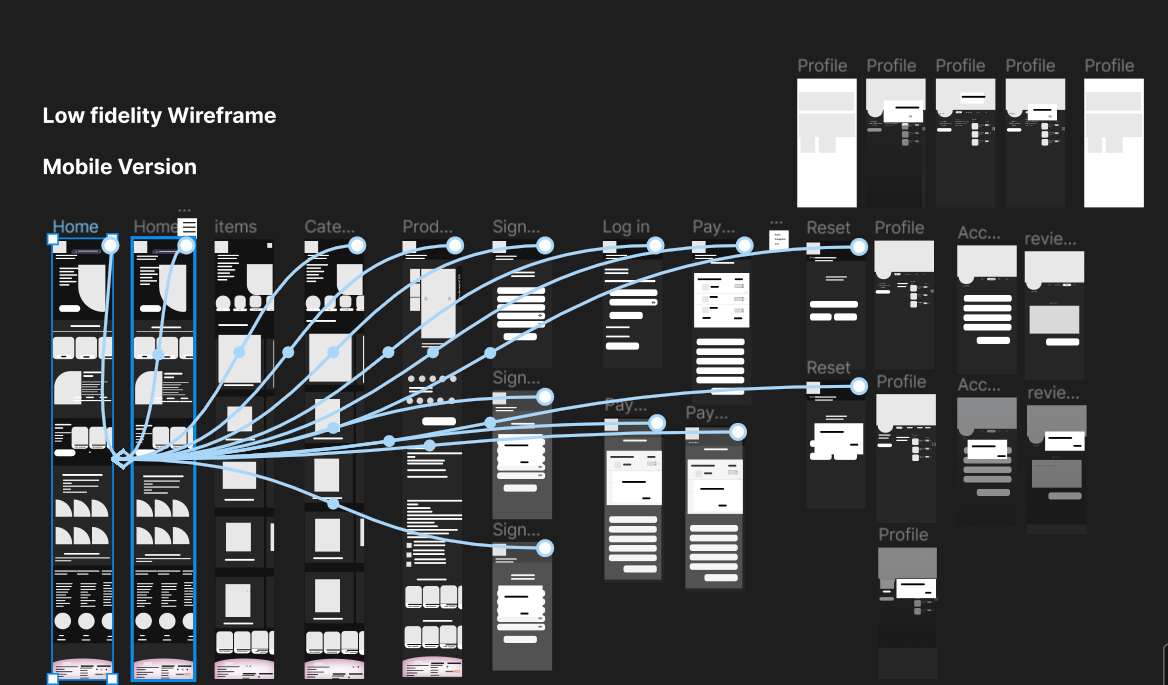 Profile Profile Profile Profile Profile
Low fidelity Wireframe
Mobile Version
...
Home Home items Cate... Prod... Sign... Log in Pay... ... Reset Profile Acc... revie...
Sign... Pay... Pay... Reset Profile Acc... revie...
Sign... Profile